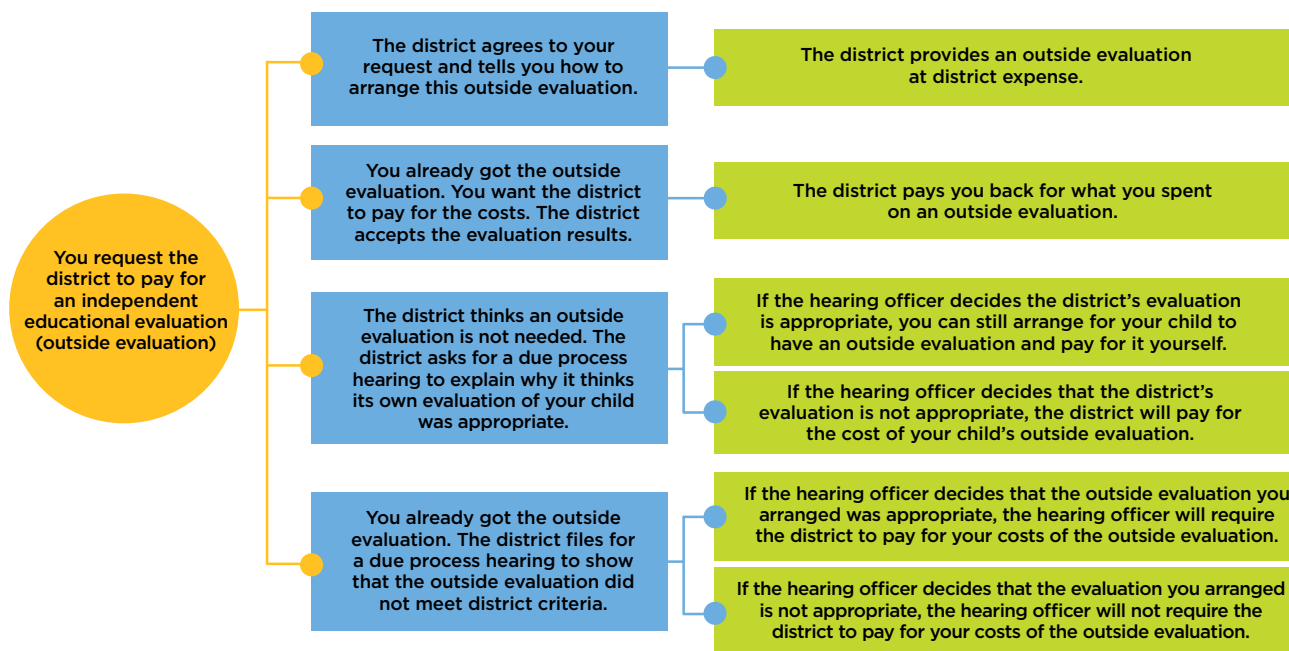 You request the
district to pay for
an independent
educational evaluation
(outside evaluation)
The district agrees to your
request and tells you how to
arrange this outside evaluation.
The district provides an outside evaluation
at district expense.
You already got the outside
evaluation. You want the district
to pay for the costs. The district
accepts the evaluation results.
The district pays you back for what you spent
on an outside evaluation.
The district thinks an outside
evaluation is not needed. The
district asks for a due process
hearing to explain why it thinks
its own evaluation of your child
was appropriate.
If the hearing officer decides the district’s evaluation
is appropriate, you can still arrange for your child to
have an outside evaluation and pay for it yourself.
If the hearing officer decides that the district’s
evaluation is not appropriate, the district will pay for
the cost of your child’s outside evaluation.
You already got the outside
evaluation. The district files for
a due process hearing to show
that the outside evaluation did
not meet district criteria.
If the hearing officer decides that the outside evaluation you
arranged was appropriate, the hearing officer will require
the district to pay for your costs of the outside evaluation.
If the hearing officer decides that the evaluation you arranged
is not appropriate, the hearing officer will not require the
district to pay for your costs of the outside evaluation.